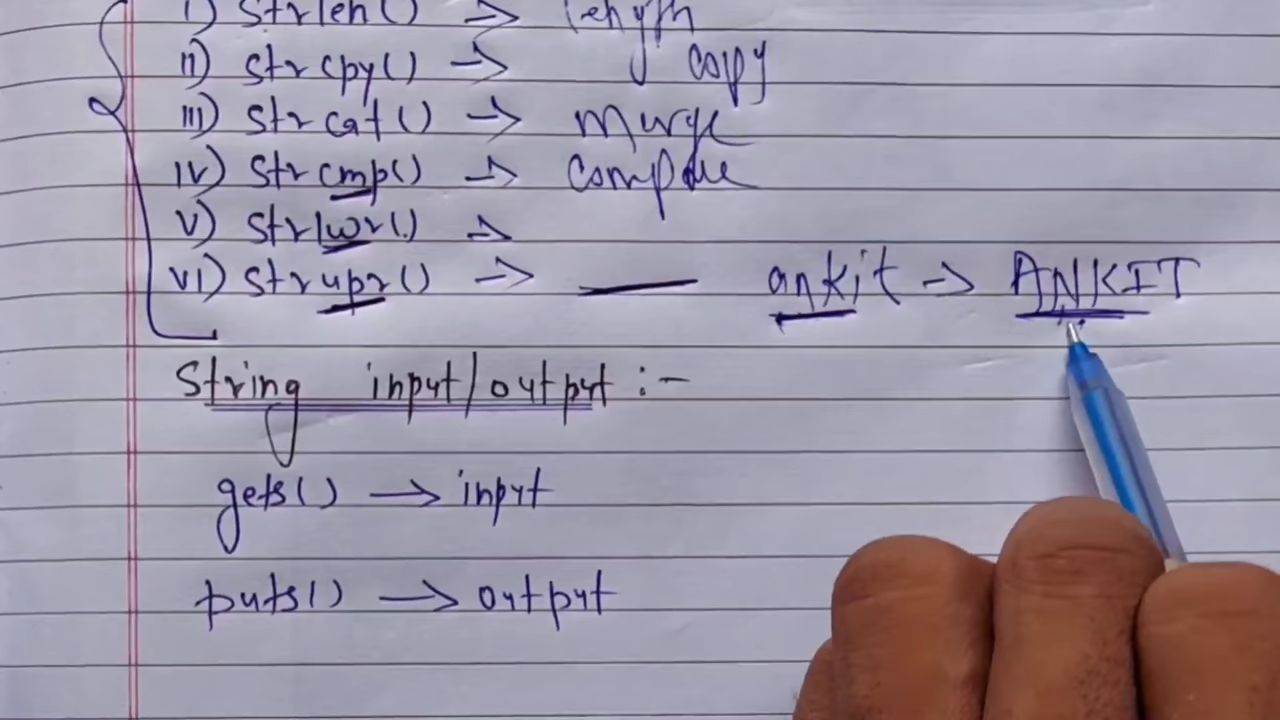 i) strlen() -> length
ii) strcpy() -> copy
iii) strcat() -> murge
iv) strcmp() -> compare
v) strlwr() ->
vi) strupr() -> ankit -> ANKIT
String input/output :-
gets() -> input
puts() -> output